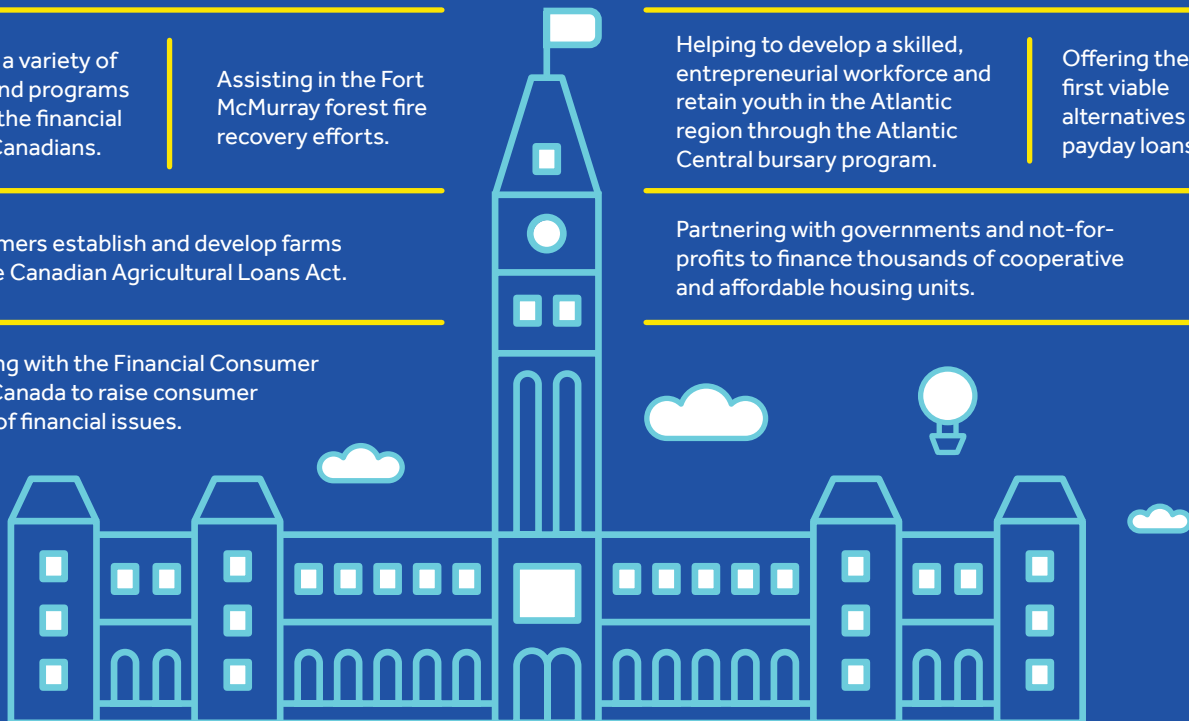 a variety of
nd programs
the financial
Canadians.
Assisting in the Fort
McMurray forest fire
recovery efforts.
Helping to develop a skilled,
entrepreneurial workforce and
retain youth in the Atlantic
region through the Atlantic
Central bursary program.
Offering the
first viable
alternatives
payday loans
mers establish and develop farms
e Canadian Agricultural Loans Act.
Partnering with governments and not-for-
profits to finance thousands of cooperative
and affordable housing units.
ng with the Financial Consumer
Canada to raise consumer
of financial issues.